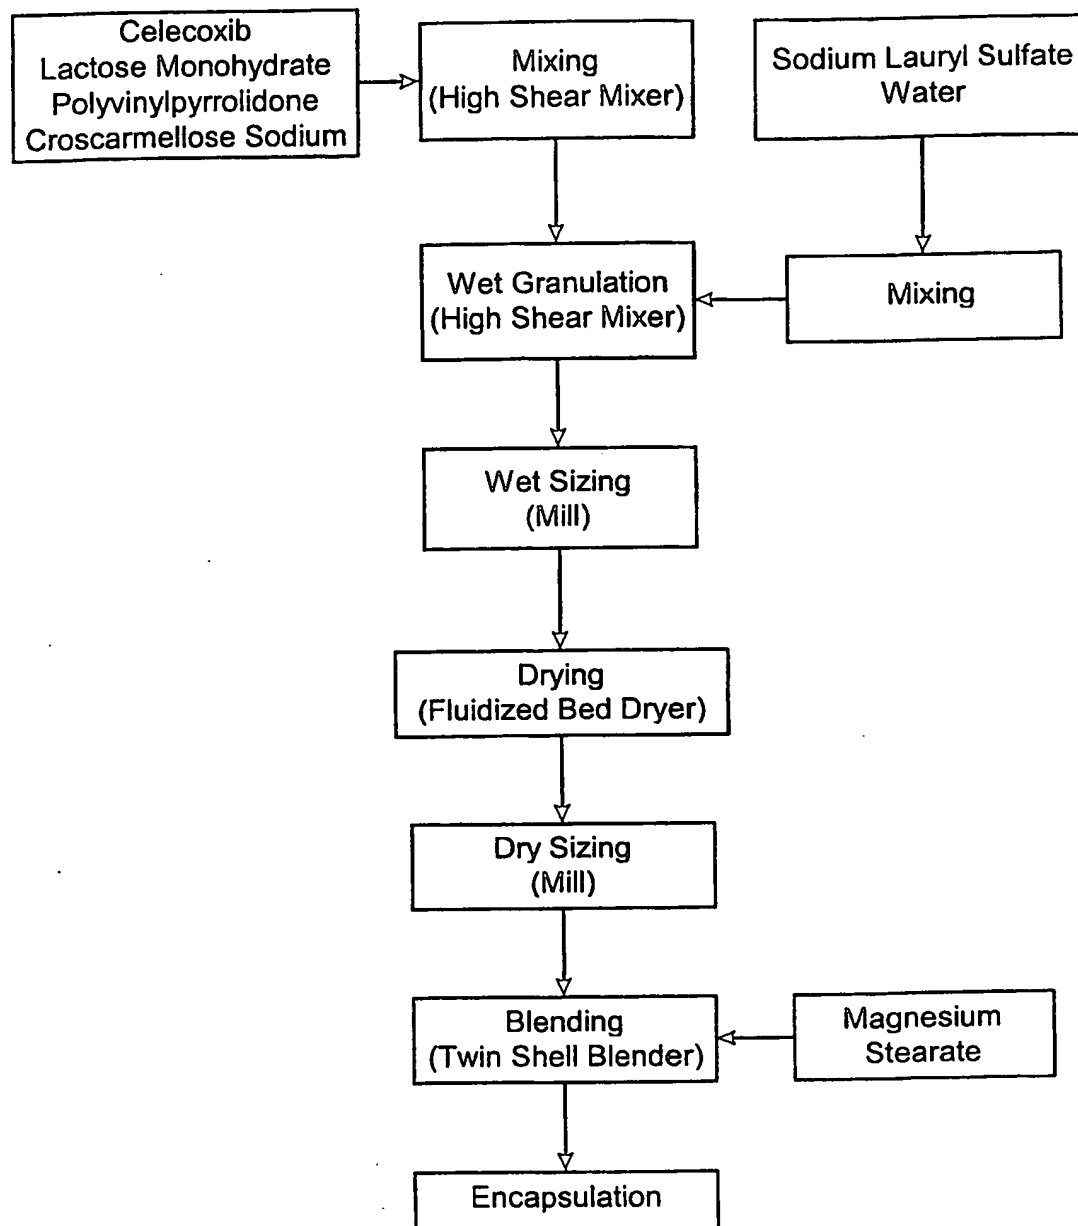 Celecoxib
Lactose Monohydrate
Polyvinylpyrrolidone
Croscarmellose Sodium
Mixing
(High Shear Mixer)
Sodium Lauryl Sulfate
Water
Wet Granulation
(High Shear Mixer)
Mixing
Wet Sizing
(Mill)
Drying
(Fluidized Bed Dryer)
Dry Sizing
(Mill)
Blending
(Twin Shell Blender)
Magnesium
Stearate
Encapsulation